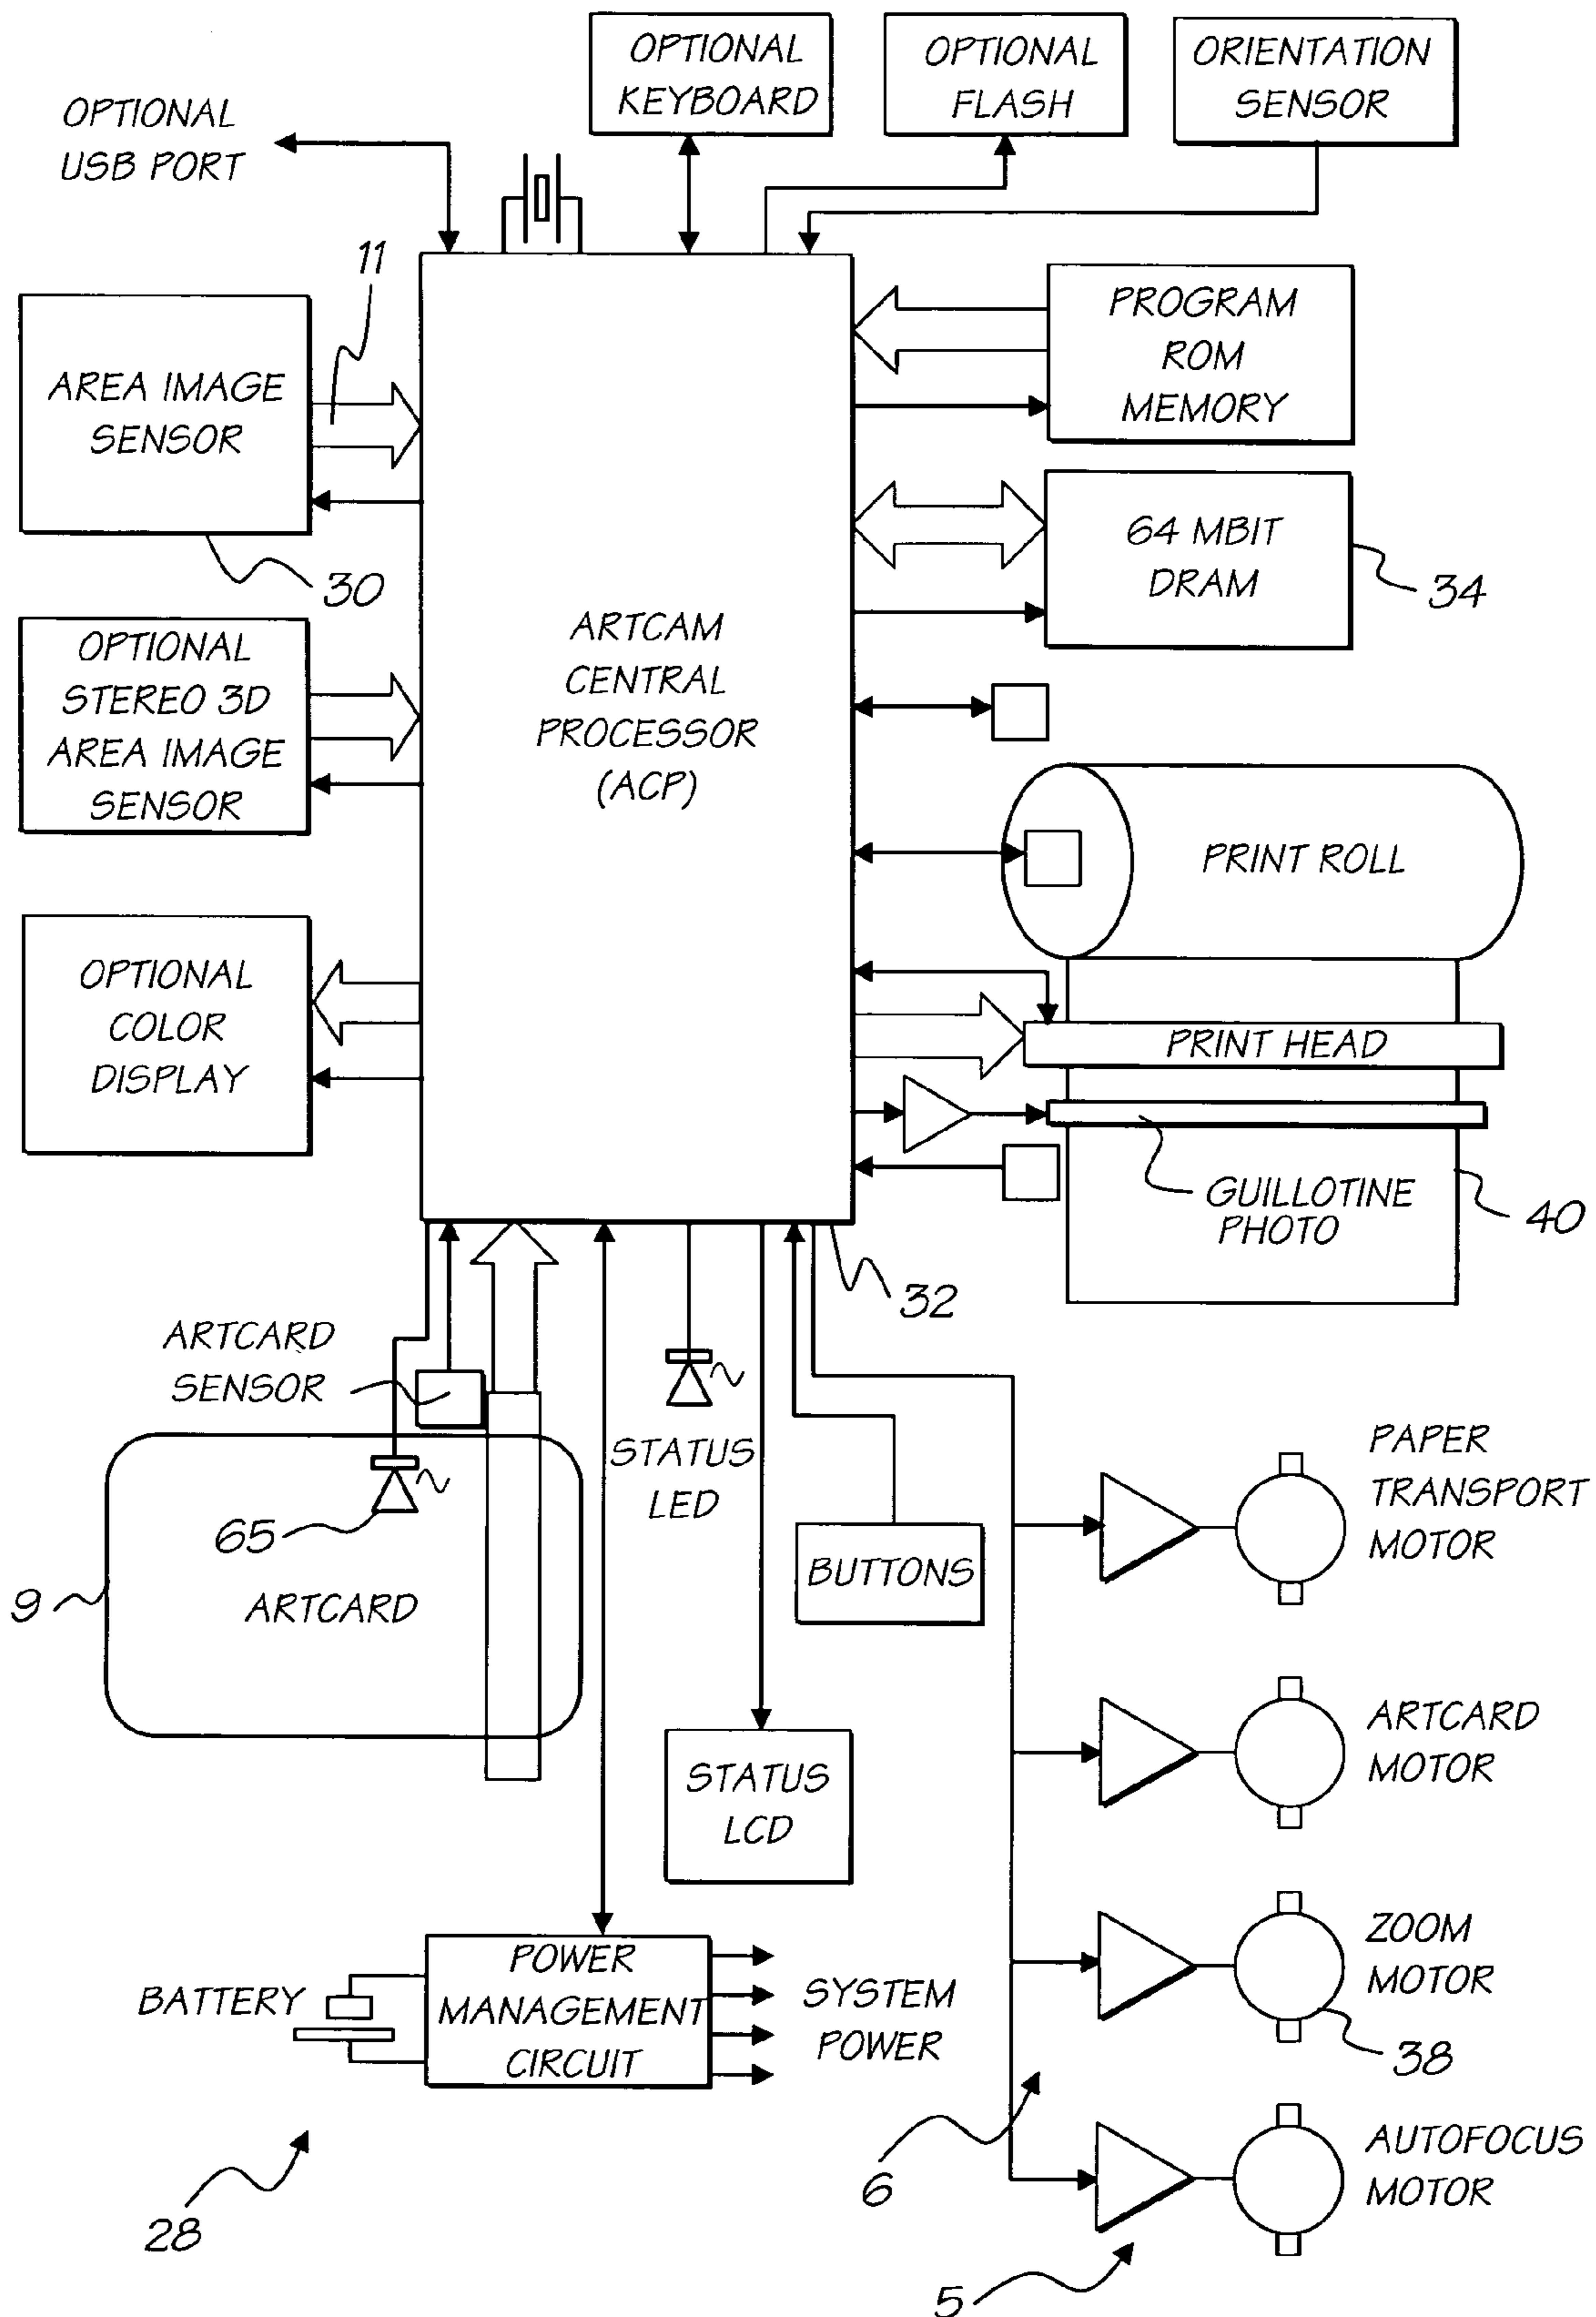 OPTIONAL
KEYBOARD
OPTIONAL
FLASH
ORIENTATION
SENSOR
OPTIONAL
USB PORT
11
AREA IMAGE
SENSOR
30
PROGRAM
ROM
MEMORY
64 MBIT
DRAM
34
OPTIONAL
STEREO 3D
AREA IMAGE
SENSOR
ARTCAM
CENTRAL
PROCESSOR
(ACP)
PRINT ROLL
OPTIONAL
COLOR
DISPLAY
PRINT HEAD
GUILLOTINE
PHOTO
40
32
ARTCARD
SENSOR
STATUS
LED
65
9
ARTCARD
BUTTONS
PAPER
TRANSPORT
MOTOR
ARTCARD
MOTOR
STATUS
LCD
ZOOM
MOTOR
38
BATTERY
POWER
MANAGEMENT
CIRCUIT
SYSTEM
POWER
6
AUTOFOCUS
MOTOR
28
5